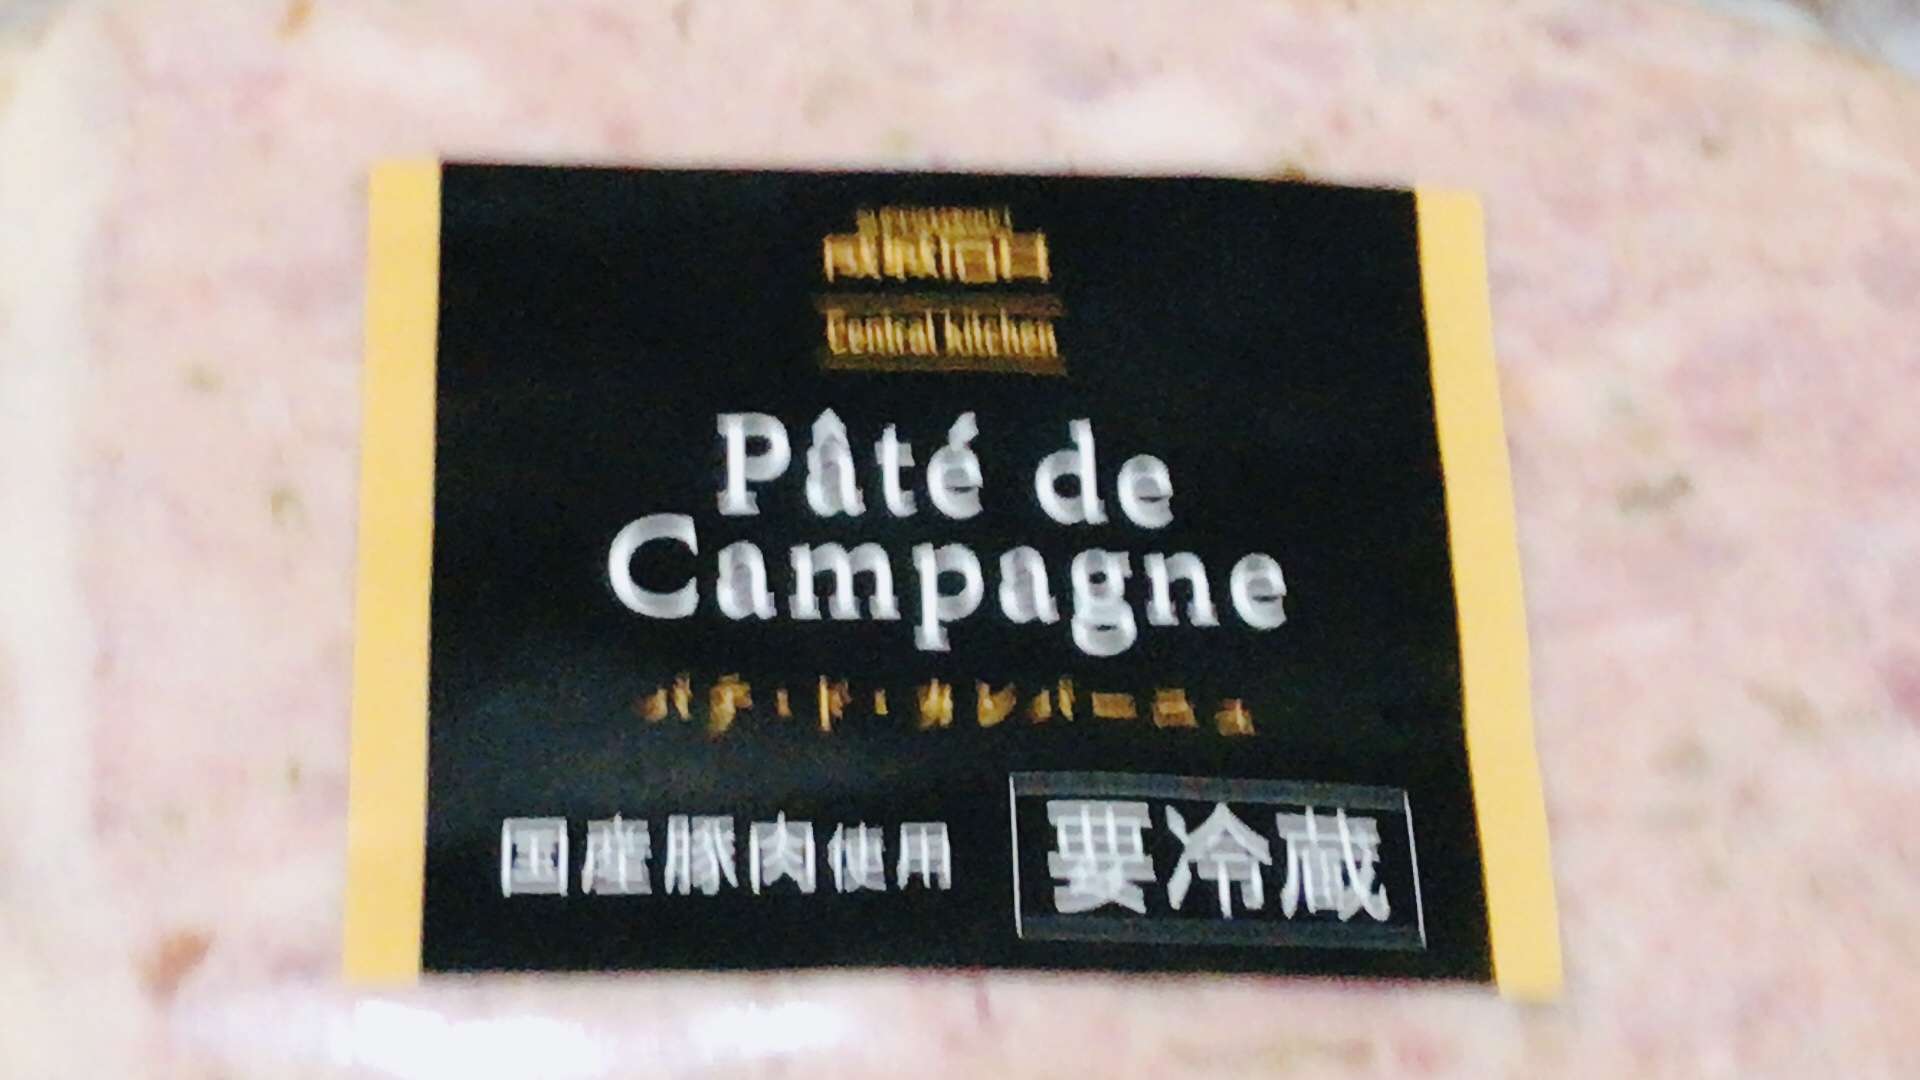 Central kitchen
Pâté de
Campagne
パテ・ド・カンパーニュ
国産豚肉使用
要冷蔵